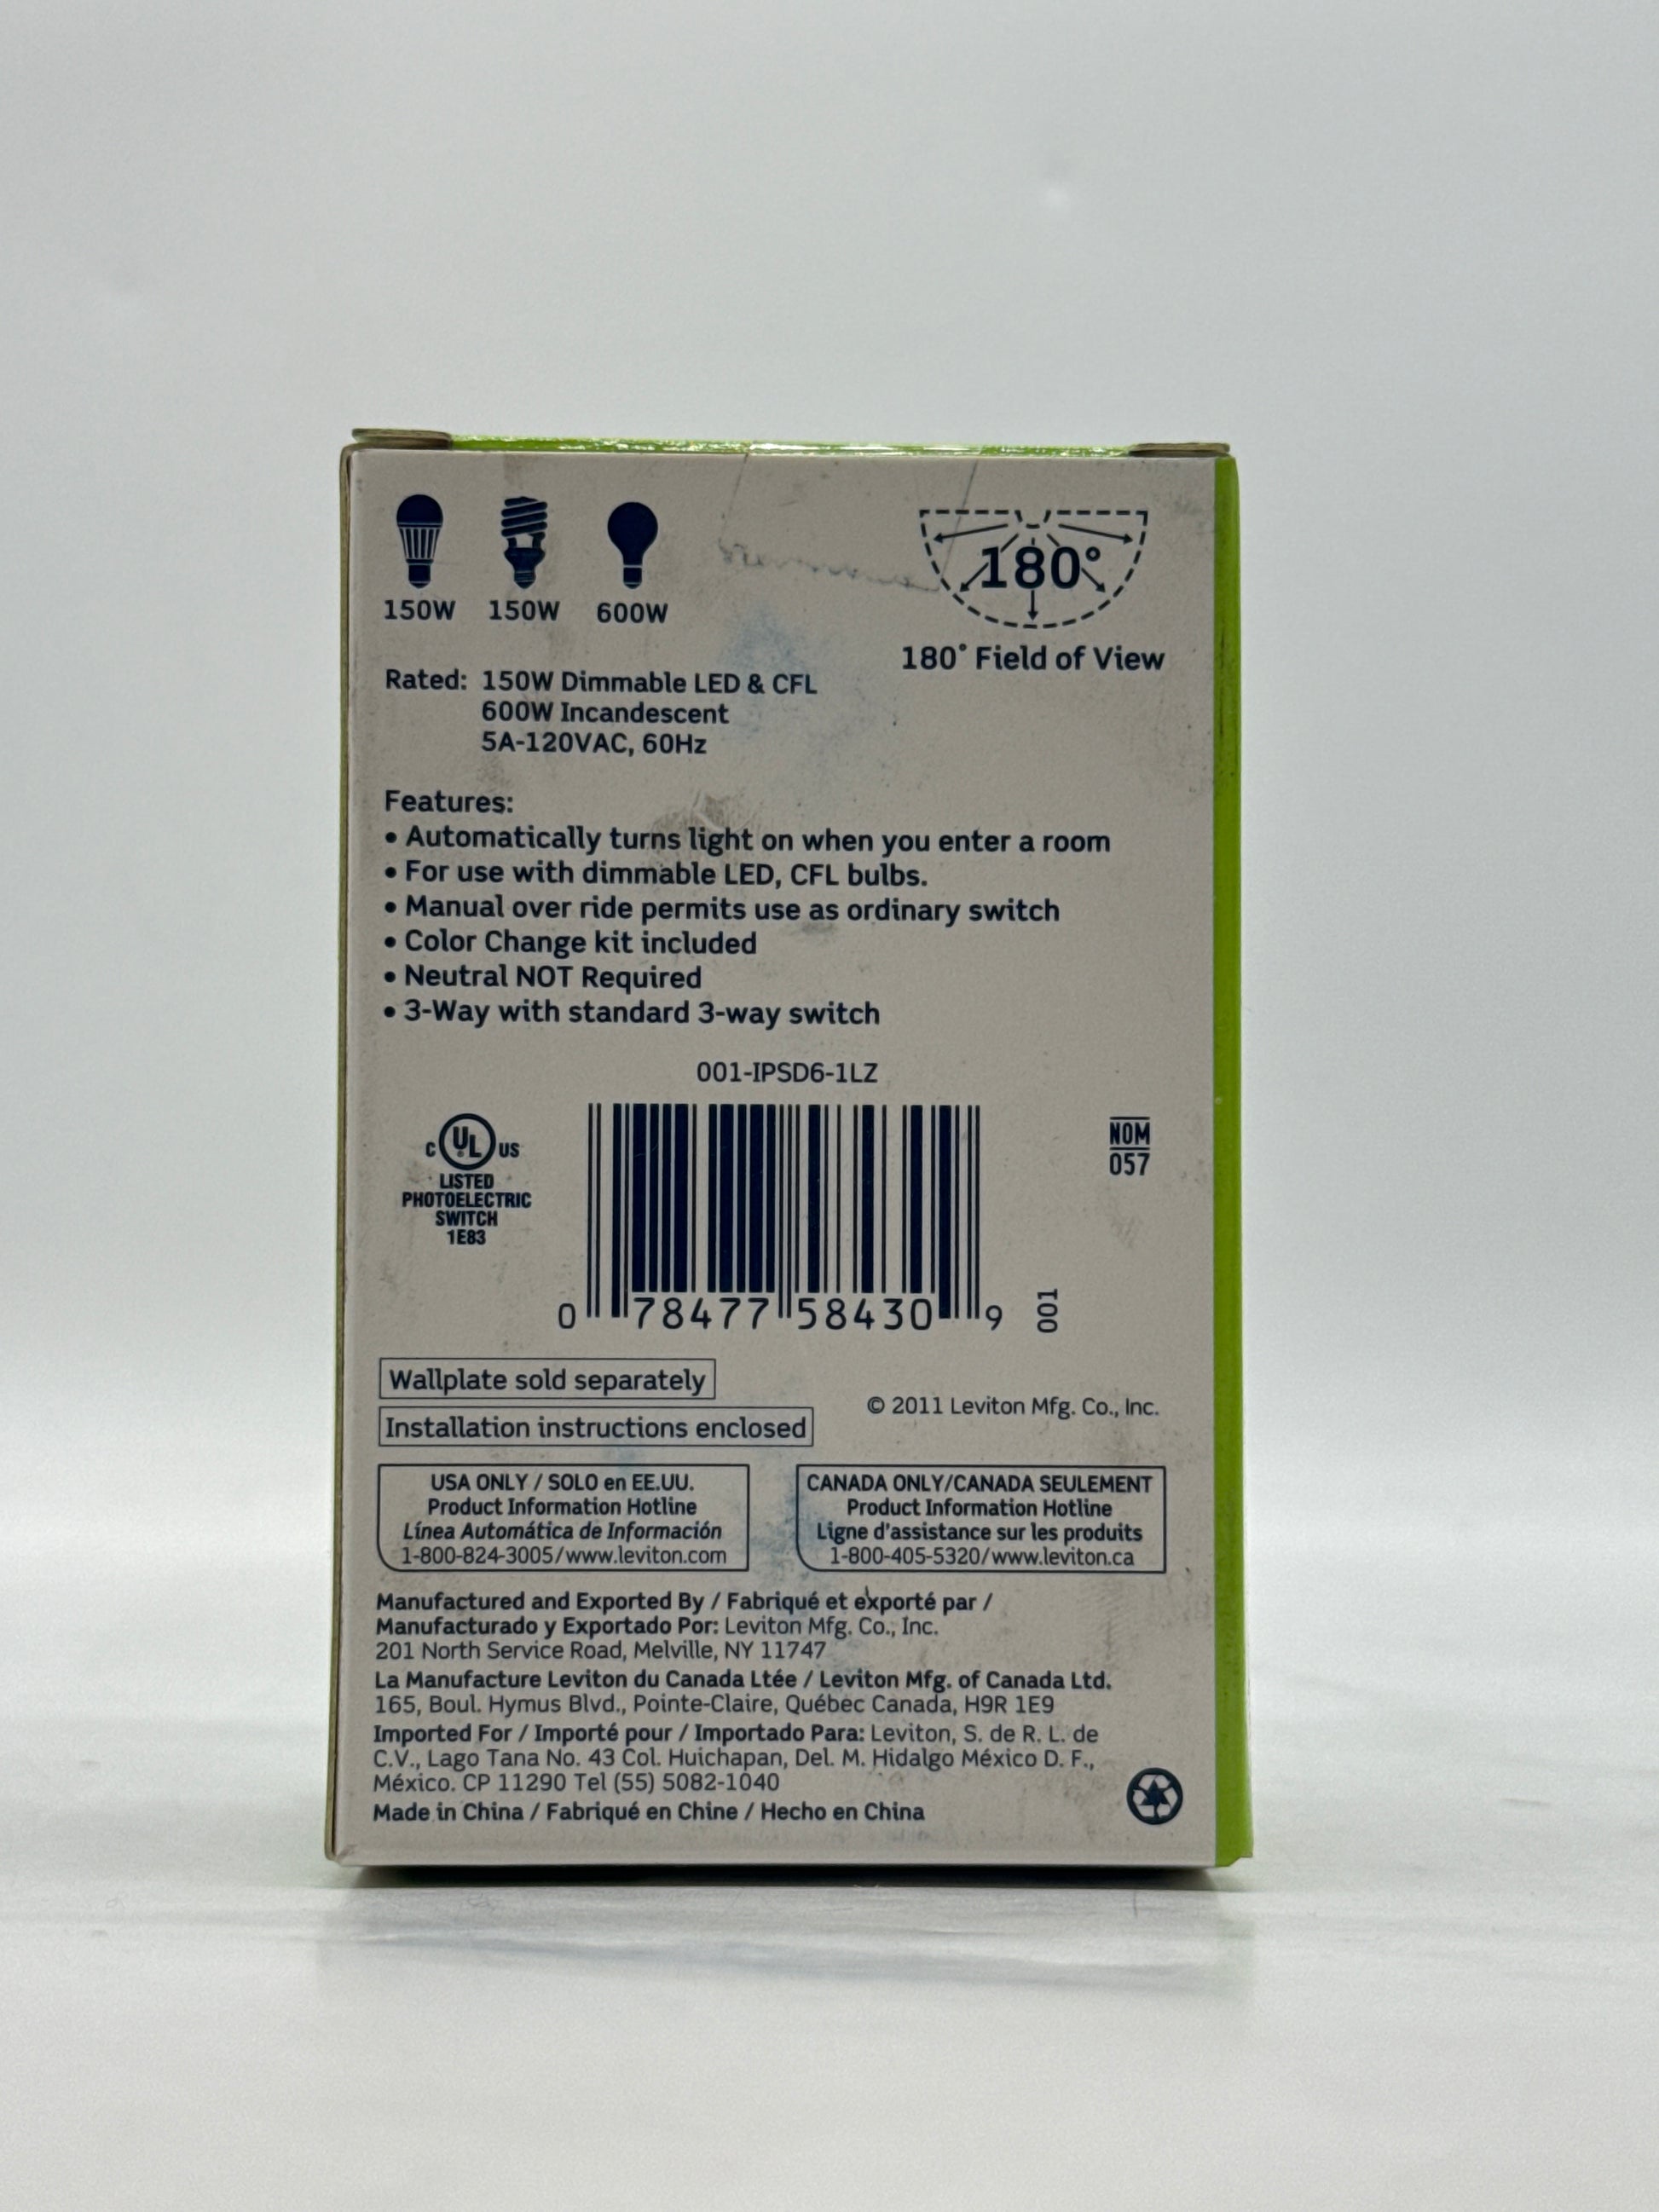 150W 150W 600W
180°
180° Field of View
Rated: 150W Dimmable LED & CFL
600W Incandescent
5A-120VAC, 60Hz
Features:
• Automatically turns light on when you enter a room
• For use with dimmable LED, CFL bulbs.
• Manual over ride permits use as ordinary switch
• Color Change kit included
• Neutral NOT Required
• 3-Way with standard 3-way switch
001-IPSD6-1LZ
C UL US
LISTED
PHOTOELECTRIC
SWITCH
1E83
NOM
057
0 78477 58430 9
001
Wallplate sold separately
Installation instructions enclosed
© 2011 Leviton Mfg. Co., Inc.
USA ONLY / SOLO en EE.UU.
Product Information Hotline
Línea Automática de Información
1-800-824-3005/www.leviton.com
CANADA ONLY/CANADA SEULEMENT
Product Information Hotline
Ligne d'assistance sur les produits
1-800-405-5320/www.leviton.ca
Manufactured and Exported By / Fabriqué et exporté par /
Manufacturado y Exportado Por: Leviton Mfg. Co., Inc.
201 North Service Road, Melville, NY 11747
La Manufacture Leviton du Canada Ltée / Leviton Mfg. of Canada Ltd.
165, Boul. Hymus Blvd., Pointe-Claire, Québec Canada, H9R 1E9
Imported For / Importé pour / Importado Para: Leviton, S. de R. L. de
C.V., Lago Tana No. 43 Col. Huichapan, Del. M. Hidalgo México D. F.,
México. CP 11290 Tel (55) 5082-1040
Made in China / Fabriqué en Chine / Hecho en China